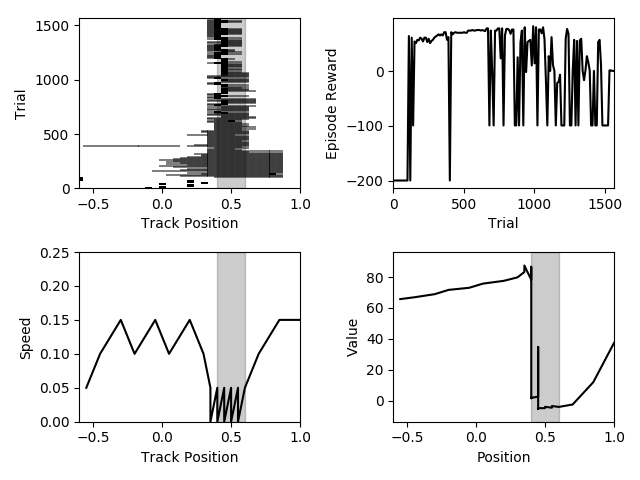 1500
1000
500
0
−0.5 0.0 0.5 1.0
Trial
Track Position
0
−100
−200
0 500 1000 1500
Episode Reward
Trial
0.25
0.20
0.15
0.10
0.05
0.00
−0.5 0.0 0.5 1.0
Speed
Track Position
80
60
40
20
0
−0.5 0.0 0.5 1.0
Value
Position